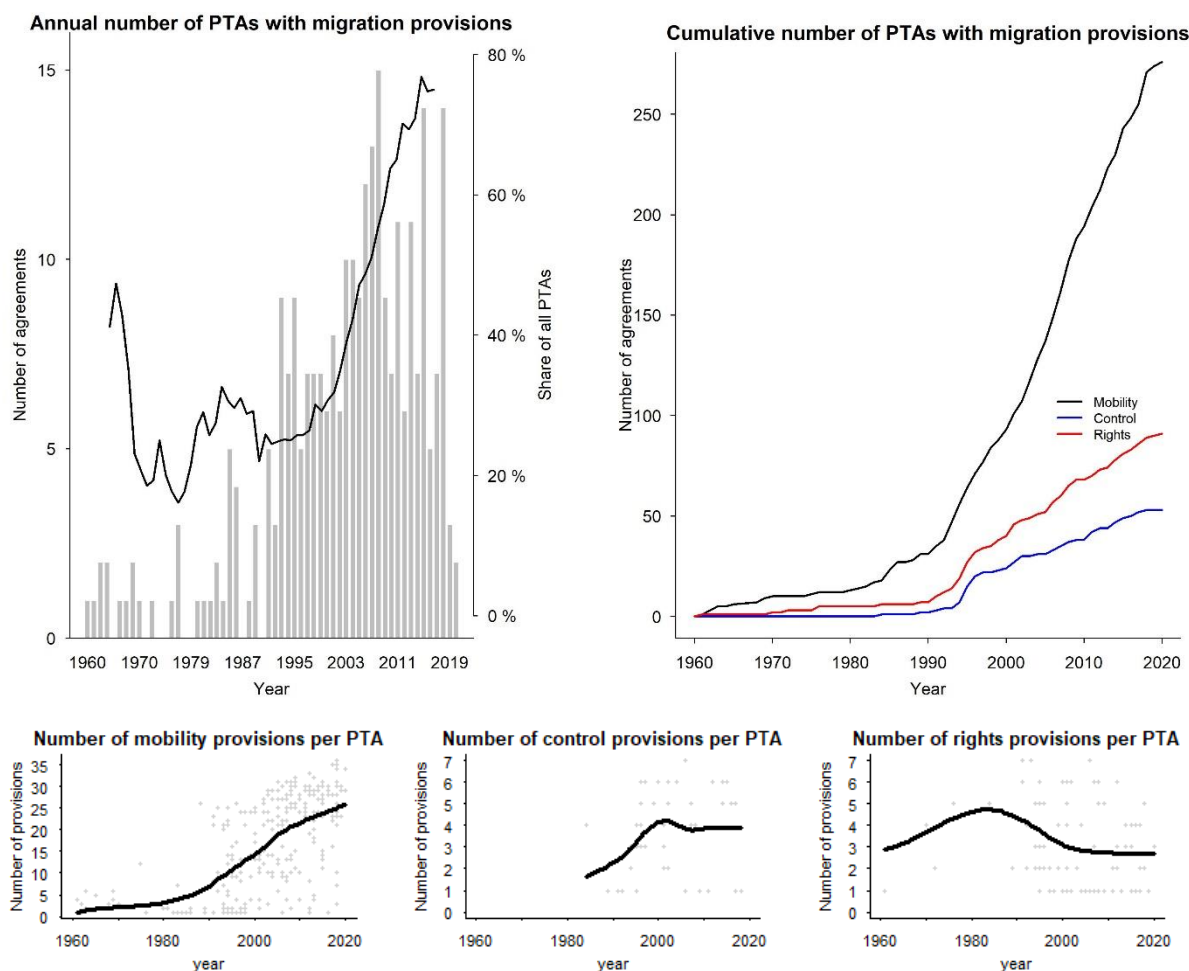 Annual number of PTAs with migration provisions
15
10
5
0
Number of agreements
80 %
60 %
40 %
20 %
0 %
Share of all PTAs
1960 1970 1979 1987 1995 2003 2011 2019
Year
Cumulative number of PTAs with migration provisions
250
200
150
100
50
0
Number of agreements
Mobility
Control
Rights
1960 1970 1980 1990 2000 2010 2020
Year
Number of mobility provisions per PTA
35
30
25
20
15
10
5
0
Number of provisions
1960 1980 2000 2020
year
Number of control provisions per PTA
7
6
5
4
3
2
1
0
Number of provisions
1960 1980 2000 2020
year
Number of rights provisions per PTA
7
6
5
4
3
2
1
0
Number of provisions
1960 1980 2000 2020
year